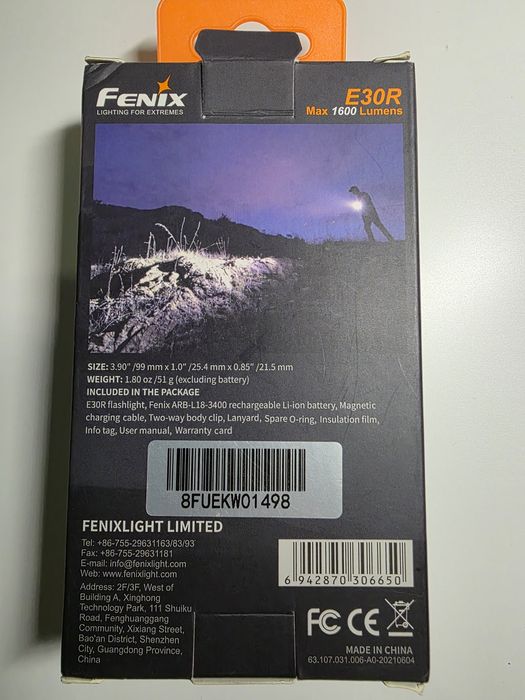 FENIX
LIGHTING FOR EXTREMES
E30R
Max 1600 Lumens
SIZE: 3.90" /99 mm x 1.0" /25.4 mm x 0.85" /21.5 mm
WEIGHT: 1.80 oz /51 g (excluding battery)
INCLUDED IN THE PACKAGE
E30R flashlight, Fenix ARB-L18-3400 rechargeable Li-ion battery, Magnetic
charging cable, Two-way body clip, Lanyard, Spare O-ring, Insulation film,
Info tag, User manual, Warranty card
8FUEKW01498
FENIXLIGHT LIMITED
Tel: +86-755-29631163/83/93
Fax: +86-755-29631181
E-mail: info@fenixlight.com
Web: www.fenixlight.com
Address: 2F/3F, West of
Building A, Xinghong
Technology Park, 111 Shuiku
Road, Fenghuanggang
Community, Xixiang Street,
Bao'an District, Shenzhen
City, Guangdong Province,
China
6 942870 306650
FC CE
MADE IN CHINA
63.107.031.006-A0-20210604